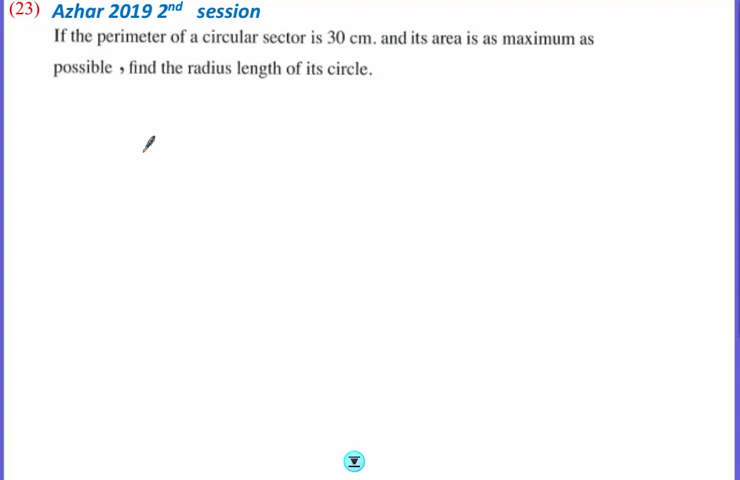 (23) Azhar 2019 2nd session
If the perimeter of a circular sector is 30 cm. and its area is as maximum as
possible , find the radius length of its circle.